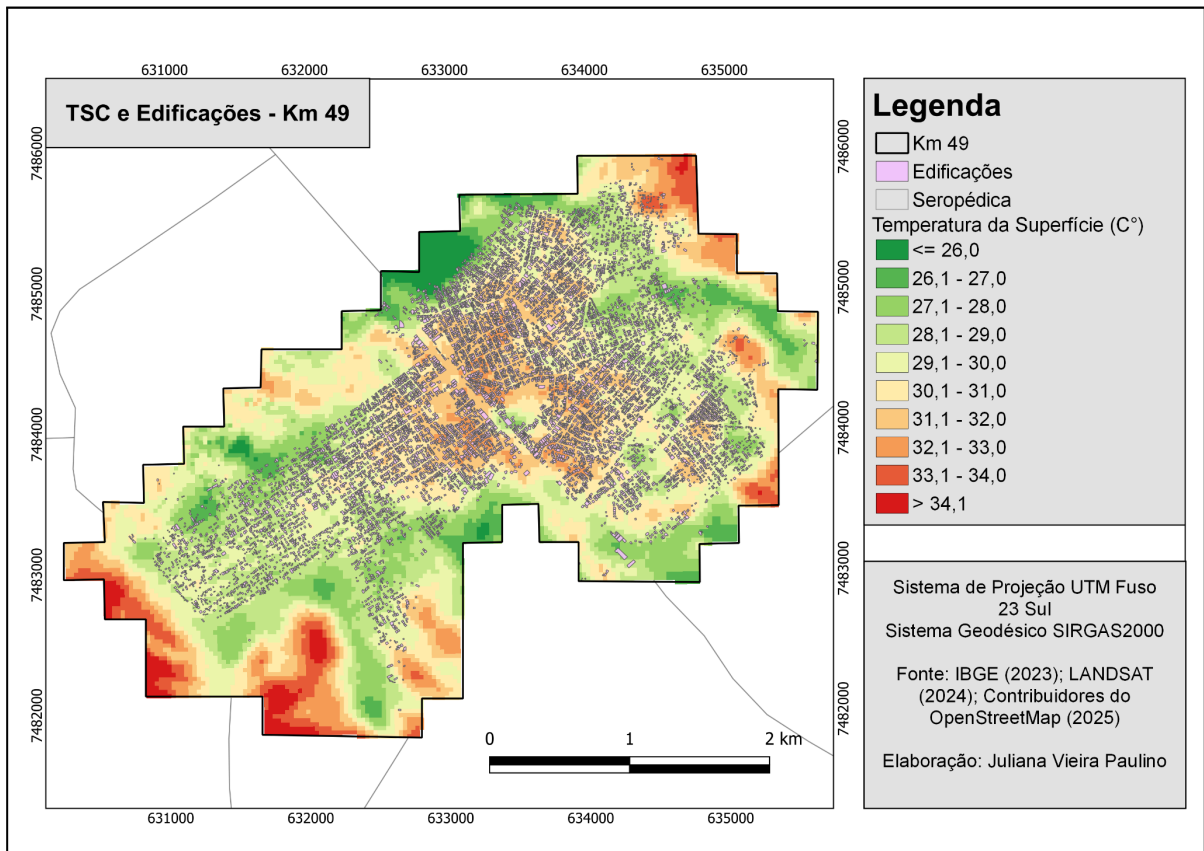 TSC e Edificações - Km 49
631000 632000 633000 634000 635000
7486000
7485000
7484000
7483000
7482000
7486000
7485000
7484000
7483000
7482000
0 1 2 km
631000 632000 633000 634000 635000
Legenda
Km 49
Edificações
Seropédica
Temperatura da Superfície (C°)
<= 26,0
26,1 - 27,0
27,1 - 28,0
28,1 - 29,0
29,1 - 30,0
30,1 - 31,0
31,1 - 32,0
32,1 - 33,0
33,1 - 34,0
> 34,1
Sistema de Projeção UTM Fuso
23 Sul
Sistema Geodésico SIRGAS2000
Fonte: IBGE (2023); LANDSAT
(2024); Contribuidores do
OpenStreetMap (2025)
Elaboração: Juliana Vieira Paulino